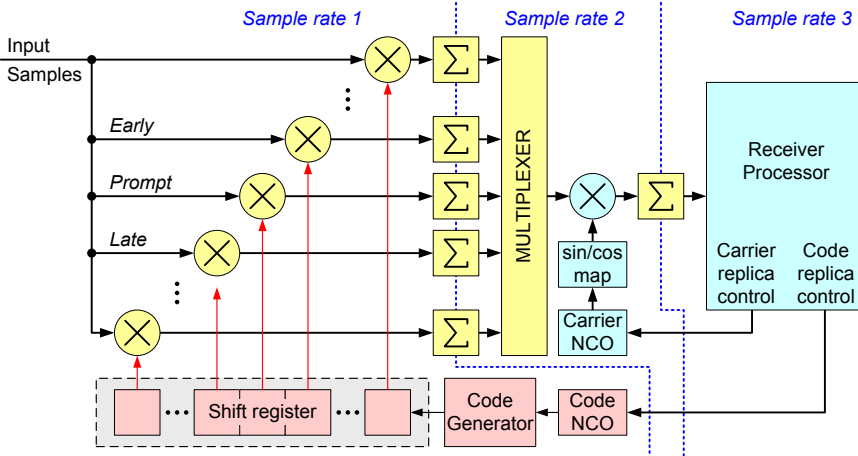 Sample rate 1
Sample rate 2
Sample rate 3
Input
Samples
Σ
Early
Σ
Prompt
Σ
Late
Σ
Σ
MULTIPLEXER
Σ
sin/cos
map
Carrier
NCO
Receiver
Processor
Carrier
replica
control
Code
replica
control
Shift register
Code
Generator
Code
NCO